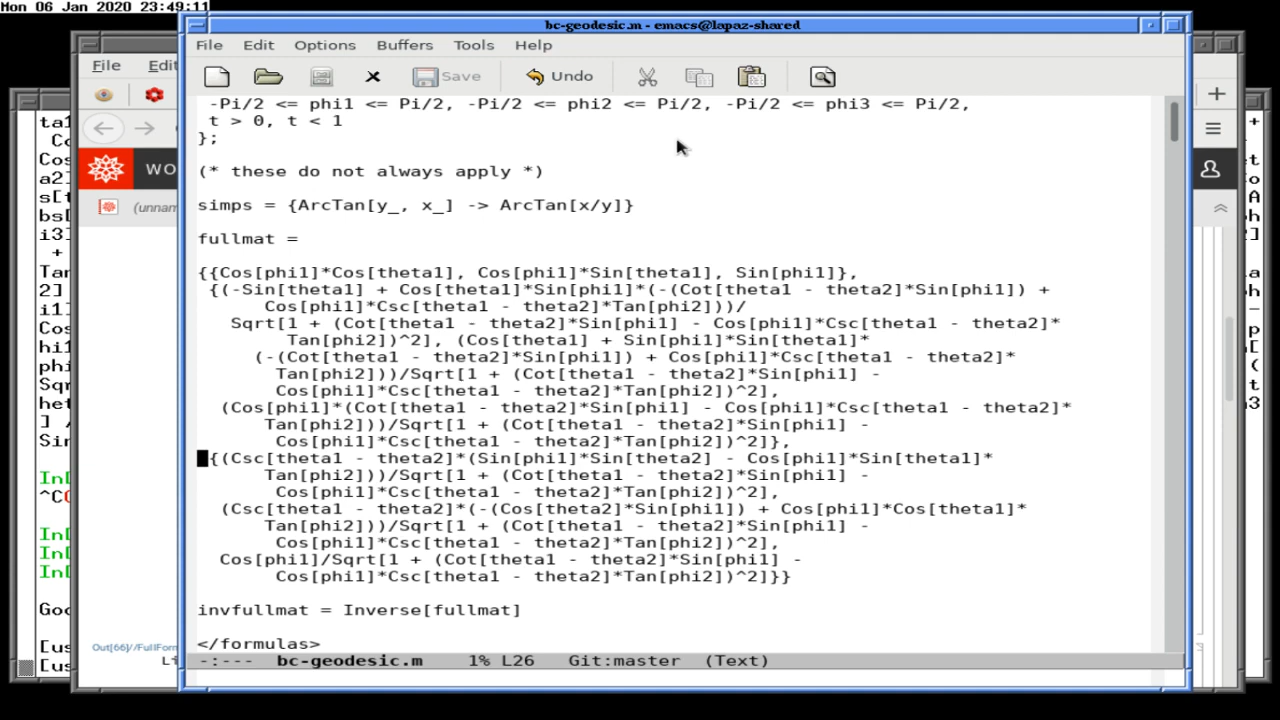 Mon 06 Jan 2020 23:49:11
bc-geodesic.m - emacs@lapaz-shared
File Edit Options Buffers Tools Help
Save Undo
-Pi/2 <= phi1 <= Pi/2, -Pi/2 <= phi2 <= Pi/2, -Pi/2 <= phi3 <= Pi/2,
t > 0, t < 1
};
(* these do not always apply *)
simps = {ArcTan[y_, x_] -> ArcTan[x/y]}
fullmat =
{{Cos[phi1]*Cos[theta1], Cos[phi1]*Sin[theta1], Sin[phi1]},
{(-Sin[theta1] + Cos[theta1]*Sin[phi1]*(-(Cot[theta1 - theta2]*Sin[phi1]) +
Cos[phi1]*Csc[theta1 - theta2]*Tan[phi2]))/
Sqrt[1 + (Cot[theta1 - theta2]*Sin[phi1] - Cos[phi1]*Csc[theta1 - theta2]*
Tan[phi2])^2], (Cos[theta1] + Sin[phi1]*Sin[theta1]*
(-(Cot[theta1 - theta2]*Sin[phi1]) + Cos[phi1]*Csc[theta1 - theta2]*
Tan[phi2]))/Sqrt[1 + (Cot[theta1 - theta2]*Sin[phi1] -
Cos[phi1]*Csc[theta1 - theta2]*Tan[phi2])^2],
(Cos[phi1]*(Cot[theta1 - theta2]*Sin[phi1] - Cos[phi1]*Csc[theta1 - theta2]*
Tan[phi2]))/Sqrt[1 + (Cot[theta1 - theta2]*Sin[phi1] -
Cos[phi1]*Csc[theta1 - theta2]*Tan[phi2])^2]},
{(Csc[theta1 - theta2]*(Sin[phi1]*Sin[theta2] - Cos[phi1]*Sin[theta1]*
Tan[phi2]))/Sqrt[1 + (Cot[theta1 - theta2]*Sin[phi1] -
Cos[phi1]*Csc[theta1 - theta2]*Tan[phi2])^2],
(Csc[theta1 - theta2]*(-(Cos[theta2]*Sin[phi1]) + Cos[phi1]*Cos[theta1]*
Tan[phi2]))/Sqrt[1 + (Cot[theta1 - theta2]*Sin[phi1] -
Cos[phi1]*Csc[theta1 - theta2]*Tan[phi2])^2],
Cos[phi1]/Sqrt[1 + (Cot[theta1 - theta2]*Sin[phi1] -
Cos[phi1]*Csc[theta1 - theta2]*Tan[phi2])^2]}}
invfullmat = Inverse[fullmat]
</formulas>
-:--- bc-geodesic.m 1% L26 Git:master (Text)
File
(unnam
Out[66]//FullForm